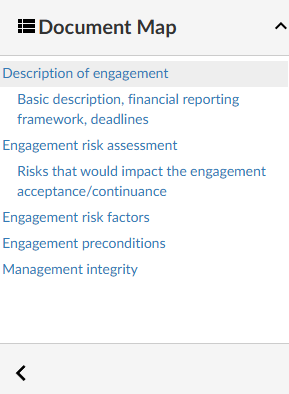 Document Map
Description of engagement
Basic description, financial reporting
framework, deadlines
Engagement risk assessment
Risks that would impact the engagement
acceptance/continuance
Engagement risk factors
Engagement preconditions
Management integrity